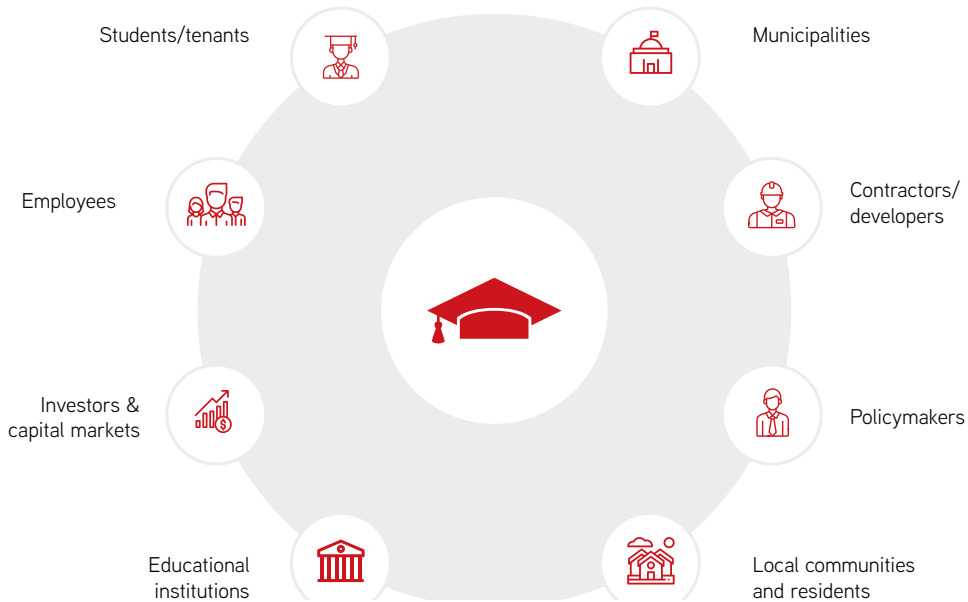 Students/tenants
Municipalities
Employees
Contractors/
developers
Investors &
capital markets
Policymakers
Educational
institutions
Local communities
and residents